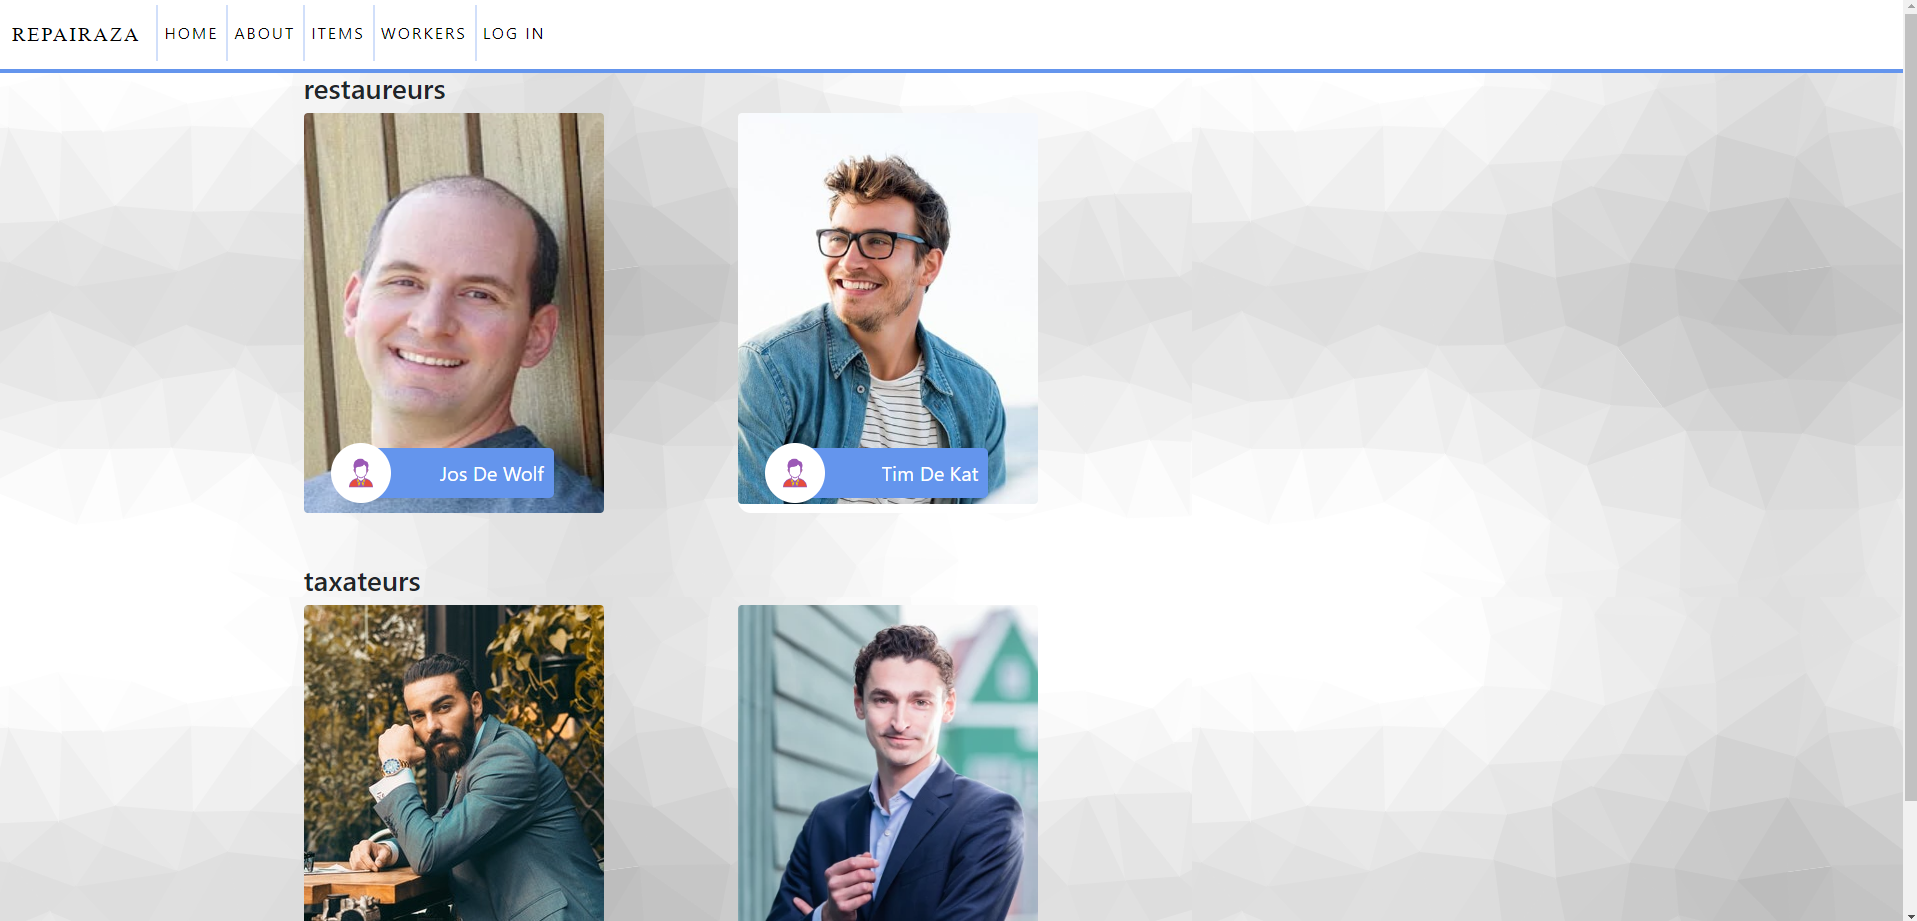 REPAIRAZA HOME ABOUT ITEMS WORKERS LOG IN
restaureurs
Jos De Wolf
Tim De Kat
taxateurs